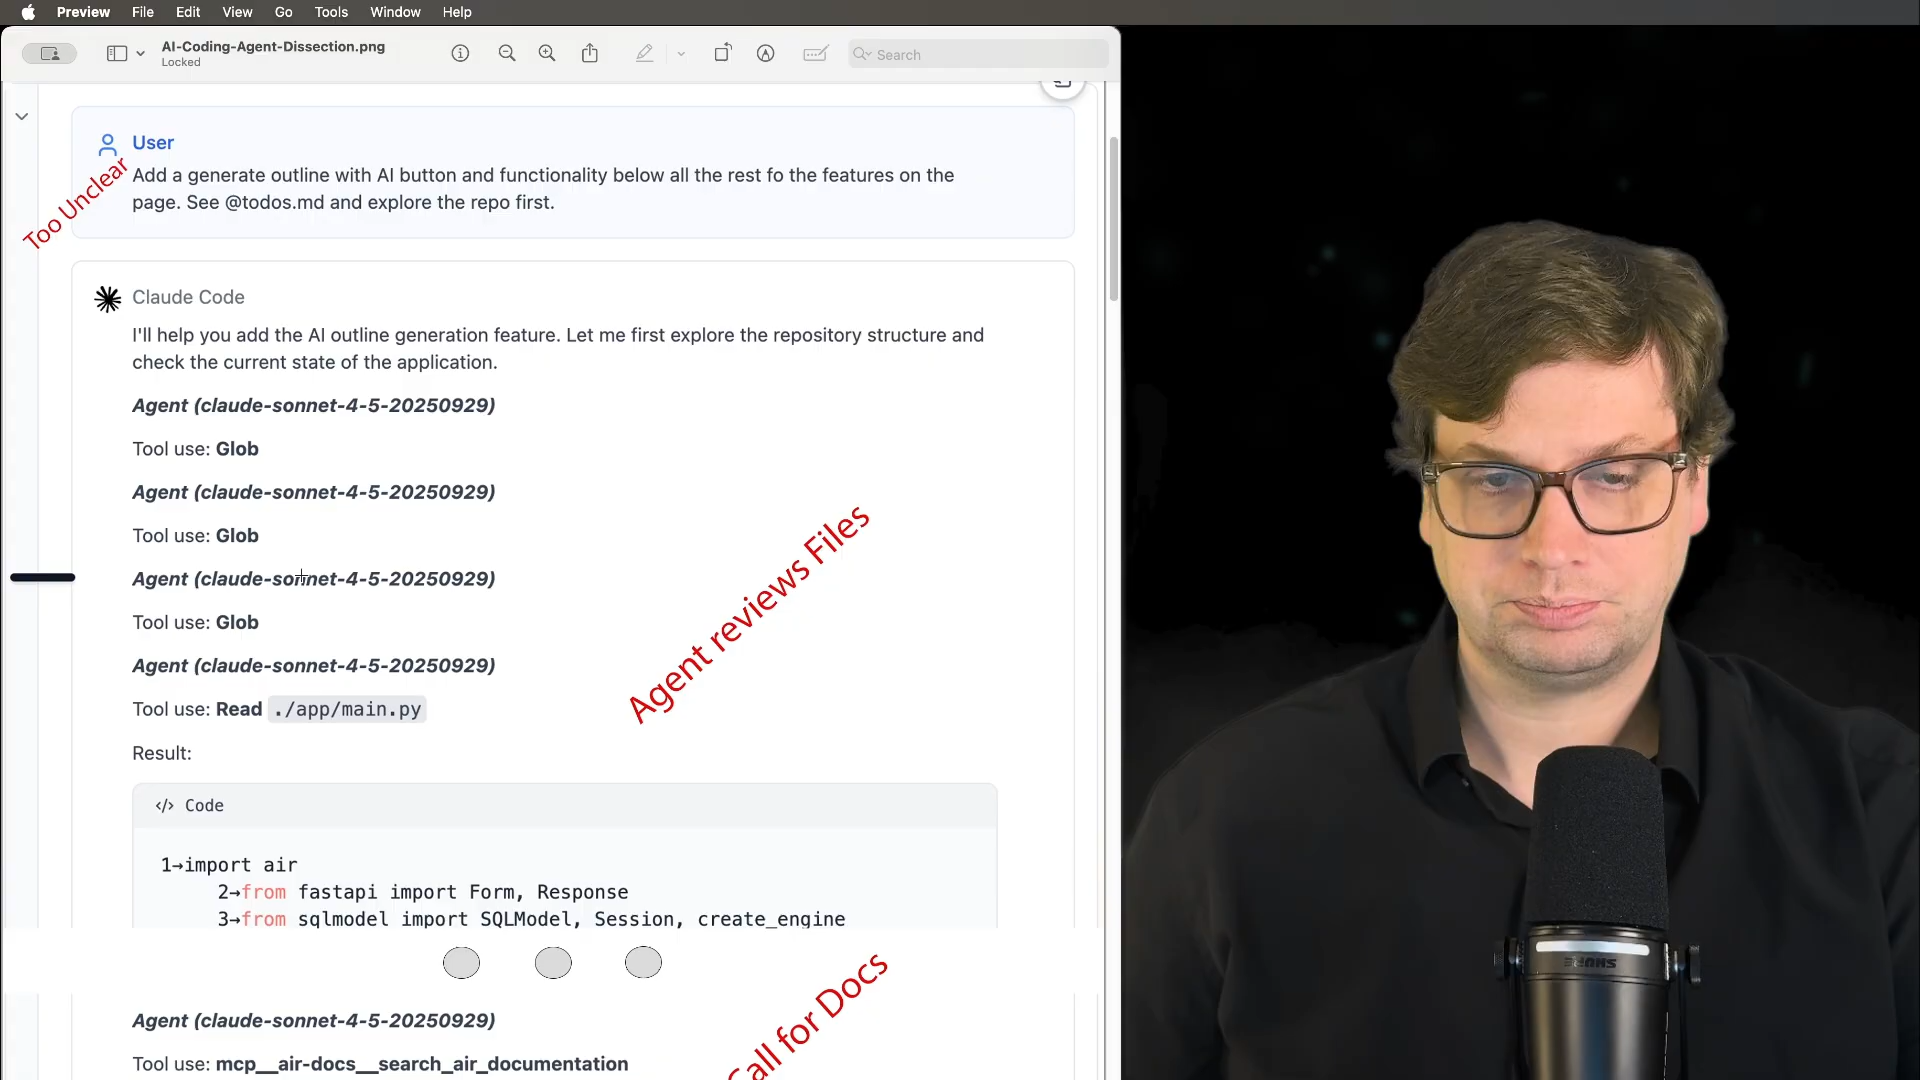 Preview File Edit View Go Tools Window Help
AI-Coding-Agent-Dissection.png
Locked
Search
User
Too Unclear
Add a generate outline with AI button and functionality below all the rest fo the features on the
page. See @todos.md and explore the repo first.
Claude Code
I'll help you add the AI outline generation feature. Let me first explore the repository structure and
check the current state of the application.
Agent (claude-sonnet-4-5-20250929)
Tool use: Glob
Agent (claude-sonnet-4-5-20250929)
Tool use: Glob
Agent (claude-sonnet-4-5-20250929)
Tool use: Glob
Agent reviews Files
Agent (claude-sonnet-4-5-20250929)
Tool use: Read ./app/main.py
Result:
</> Code
1→import air
2→from fastapi import Form, Response
3→from sqlmodel import SQLModel, Session, create_engine
Call for Docs
Agent (claude-sonnet-4-5-20250929)
Tool use: mcp__air-docs__search_air_documentation
SHURE